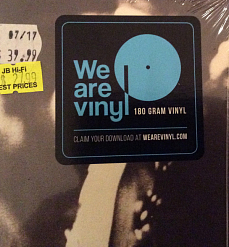 07/17
$ 39.99
JB HI-FI
EST PRICES
We
are
vinyl
180 GRAM VINYL
CLAIM YOUR DOWNLOAD AT WEAREVINYL.COM